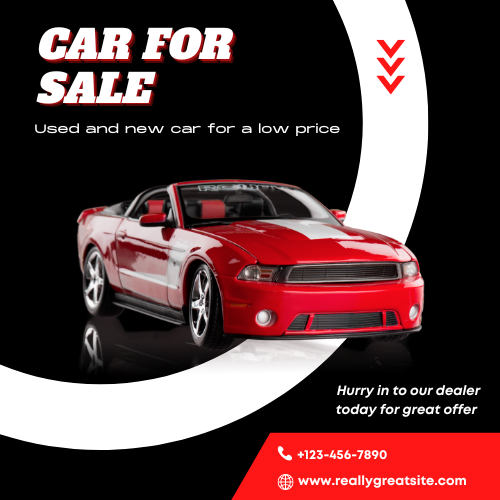 CAR FOR
SALE
Used and new car for a low price
Hurry in to our dealer
today for great offer
+123-456-7890
www.reallygreatsite.com